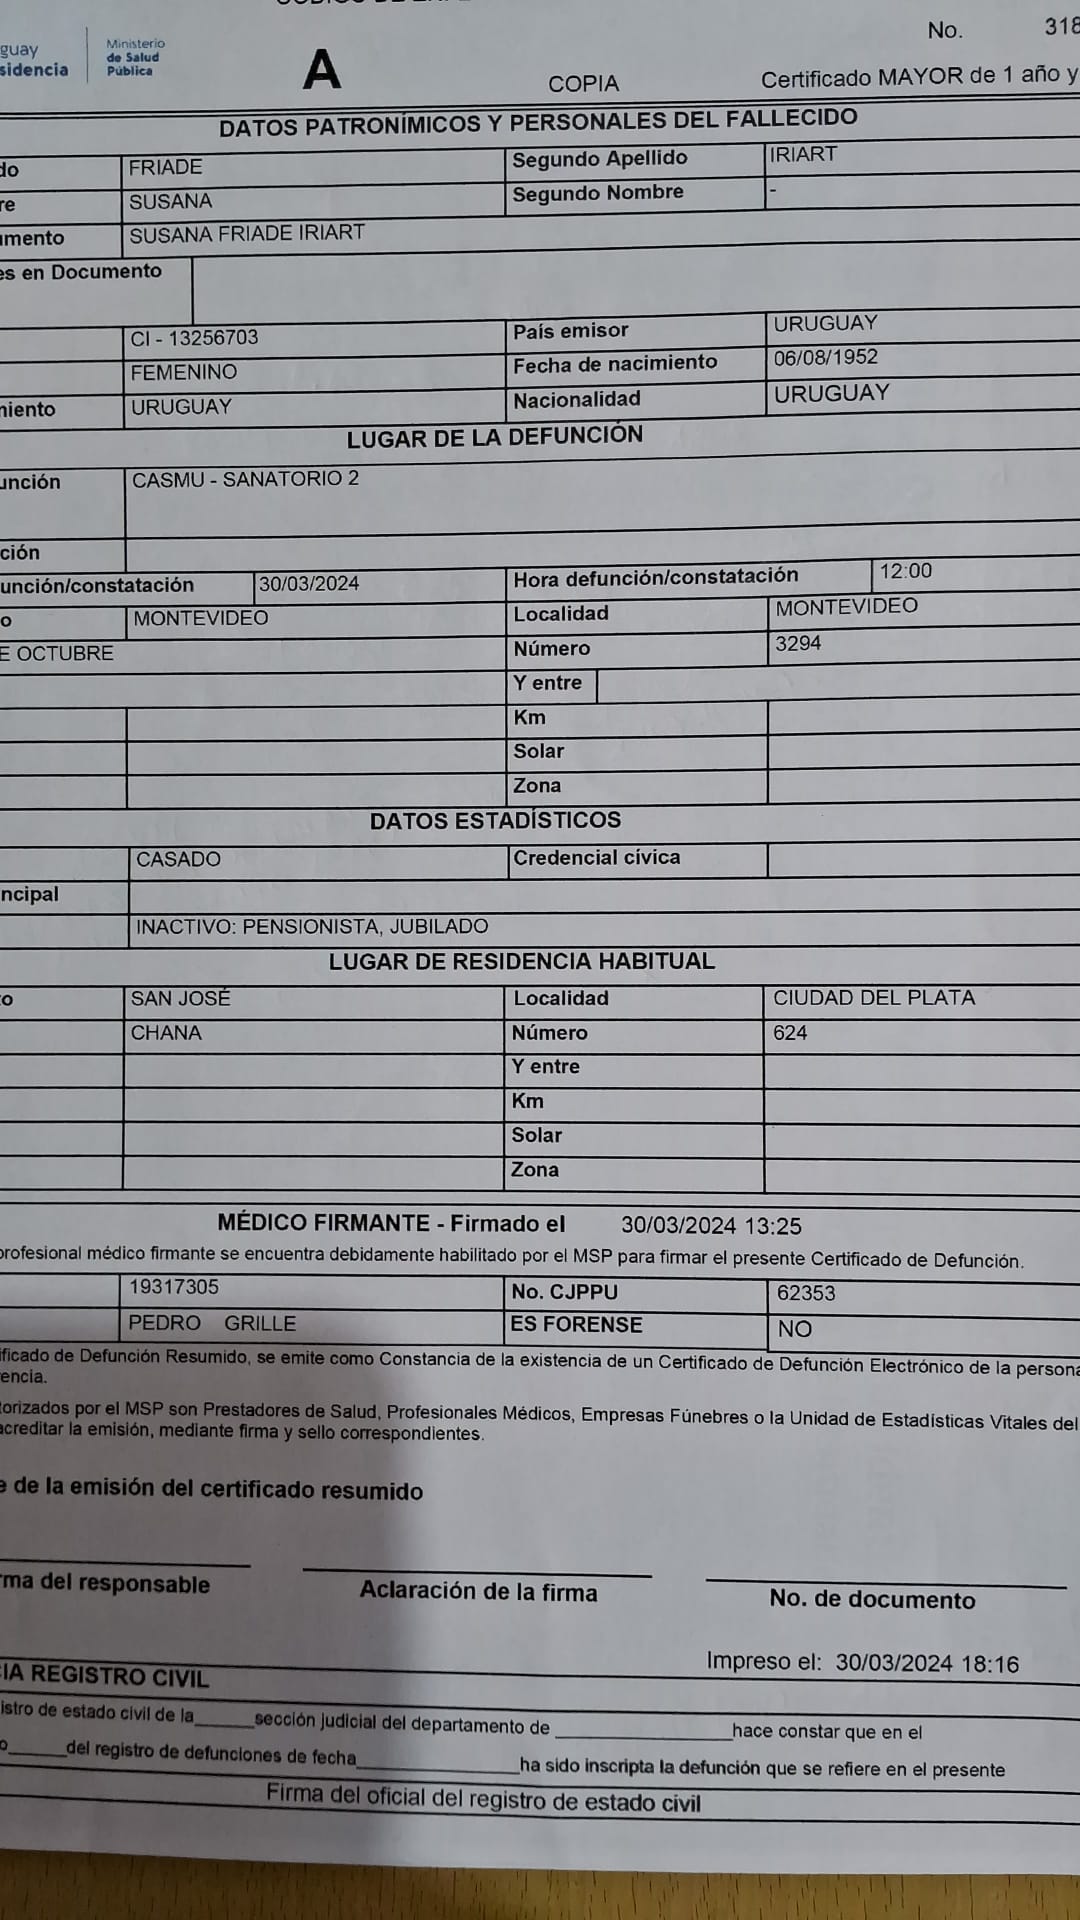 No. 318
guay
sidencia
Ministerio
de Salud
Pública
A
COPIA
Certificado MAYOR de 1 año y
DATOS PATRONÍMICOS Y PERSONALES DEL FALLECIDO
do FRIADE Segundo Apellido IRIART
re SUSANA Segundo Nombre -
umento SUSANA FRIADE IRIART
es en Documento
CI - 13256703 País emisor URUGUAY
FEMENINO Fecha de nacimiento 06/08/1952
niento URUGUAY Nacionalidad URUGUAY
LUGAR DE LA DEFUNCIÓN
unción CASMU - SANATORIO 2
ción
unción/constatación 30/03/2024 Hora defunción/constatación 12:00
o MONTEVIDEO Localidad MONTEVIDEO
E OCTUBRE Número 3294
Y entre
Km
Solar
Zona
DATOS ESTADÍSTICOS
CASADO Credencial cívica
ncipal
INACTIVO: PENSIONISTA, JUBILADO
LUGAR DE RESIDENCIA HABITUAL
o SAN JOSÉ Localidad CIUDAD DEL PLATA
CHANA Número 624
Y entre
Km
Solar
Zona
MÉDICO FIRMANTE - Firmado el 30/03/2024 13:25
profesional médico firmante se encuentra debidamente habilitado por el MSP para firmar el presente Certificado de Defunción.
19317305 No. CJPPU 62353
PEDRO GRILLE ES FORENSE NO
ificado de Defunción Resumido, se emite como Constancia de la existencia de un Certificado de Defunción Electrónico de la persona
encia.
torizados por el MSP son Prestadores de Salud, Profesionales Médicos, Empresas Fúnebres o la Unidad de Estadísticas Vitales del
acreditar la emisión, mediante firma y sello correspondientes.
e de la emisión del certificado resumido
rma del responsable Aclaración de la firma No. de documento
Impreso el: 30/03/2024 18:16
CIA REGISTRO CIVIL
istro de estado civil de la______sección judicial del departamento de __________________hace constar que en el
o______del registro de defunciones de fecha_________________ha sido inscripta la defunción que se refiere en el presente
Firma del oficial del registro de estado civil